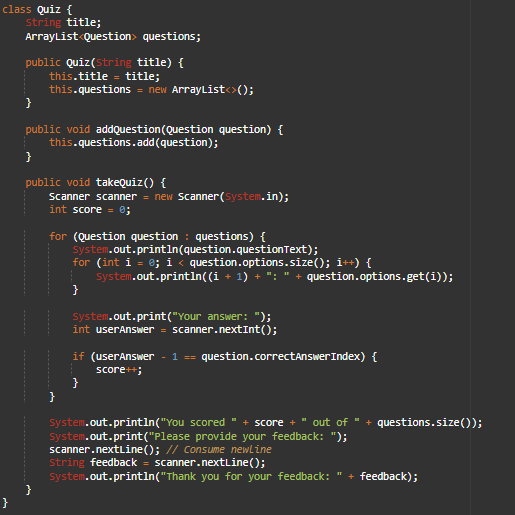 class Quiz {
    String title;
    ArrayList<Question> questions;

    public Quiz(String title) {
        this.title = title;
        this.questions = new ArrayList<>();
    }

    public void addQuestion(Question question) {
        this.questions.add(question);
    }

    public void takeQuiz() {
        Scanner scanner = new Scanner(System.in);
        int score = 0;

        for (Question question : questions) {
            System.out.println(question.questionText);
            for (int i = 0; i < question.options.size(); i++) {
                System.out.println((i + 1) + ": " + question.options.get(i));
            }

            System.out.print("Your answer: ");
            int userAnswer = scanner.nextInt();

            if (userAnswer - 1 == question.correctAnswerIndex) {
                score++;
            }
        }

        System.out.println("You scored " + score + " out of " + questions.size());
        System.out.print("Please provide your feedback: ");
        scanner.nextLine(); // Consume newline
        String feedback = scanner.nextLine();
        System.out.println("Thank you for your feedback: " + feedback);
    }
}